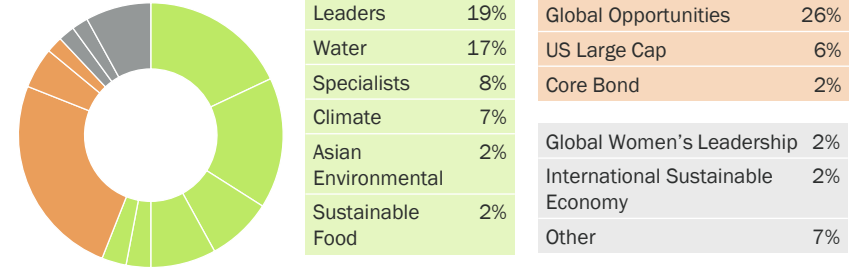 Leaders 19%
Water 17%
Specialists 8%
Climate 7%
Asian 2%
Environmental
Sustainable 2%
Food
Global Opportunities 26%
US Large Cap 6%
Core Bond 2%
Global Women’s Leadership 2%
International Sustainable 2%
Economy
Other 7%